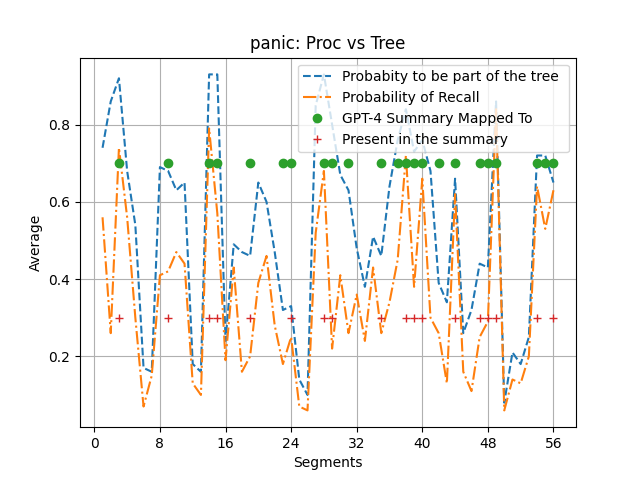 panic: Proc vs Tree
Probabity to be part of the tree
Probability of Recall
GPT-4 Summary Mapped To
Present in the summary
0.8
0.6
0.4
0.2
Average
0 8 16 24 32 40 48 56
Segments